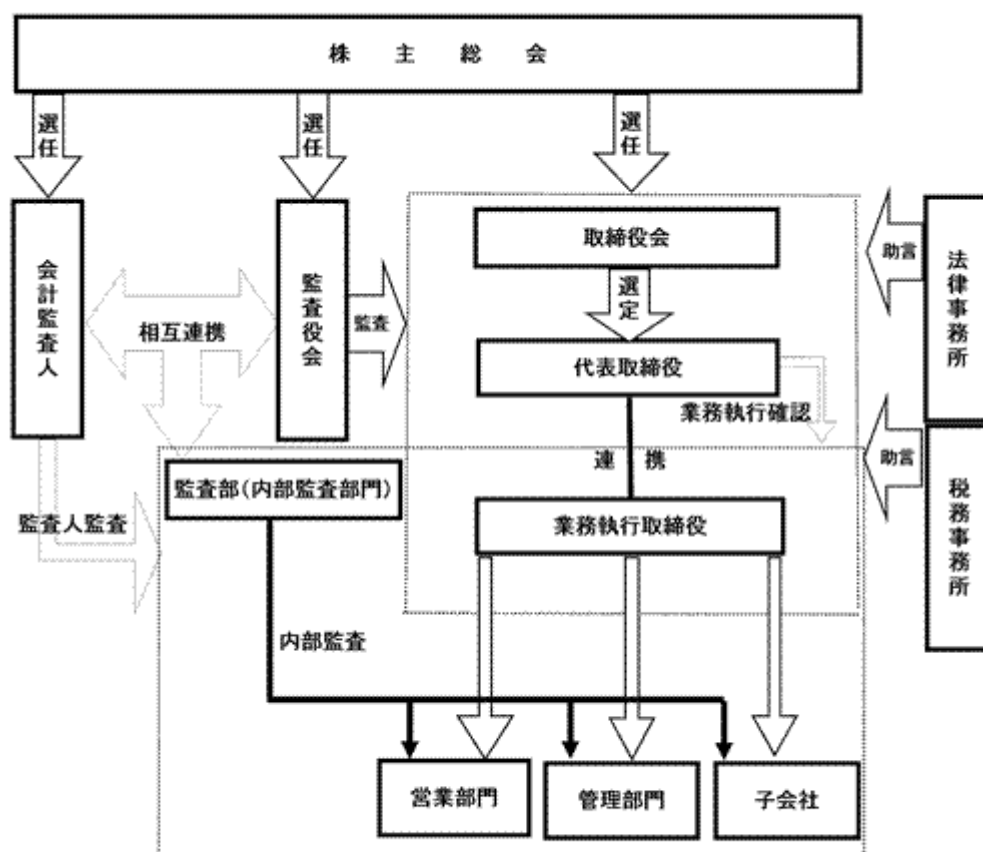 株主総会
選任
選任
選任
会計監査人
監査役会
取締役会
助言
法律事務所
選定
相互連携
監査
代表取締役
業務執行確認
助言
連携
監査部(内部監査部門)
税務事務所
監査人監査
業務執行取締役
内部監査
営業部門
管理部門
子会社